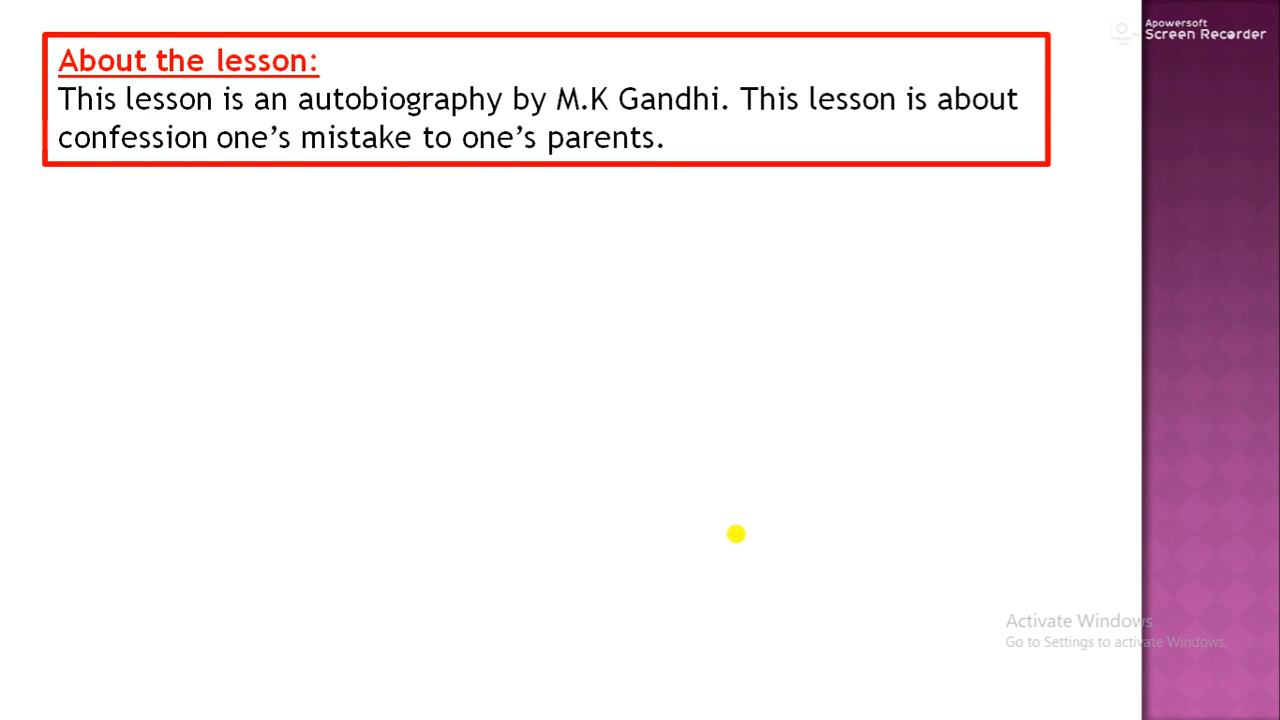 Apowersoft
Screen Recorder
About the lesson:
This lesson is an autobiography by M.K Gandhi. This lesson is about
confession one’s mistake to one’s parents.
Activate Windows
Go to Settings to activate Windows.